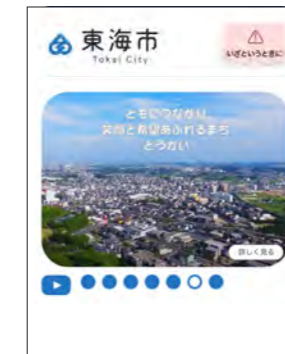 東海市
Tokai City
いざというときに
ともにつながり
笑顔と希望あふれるまち
とうかい
詳しく見る